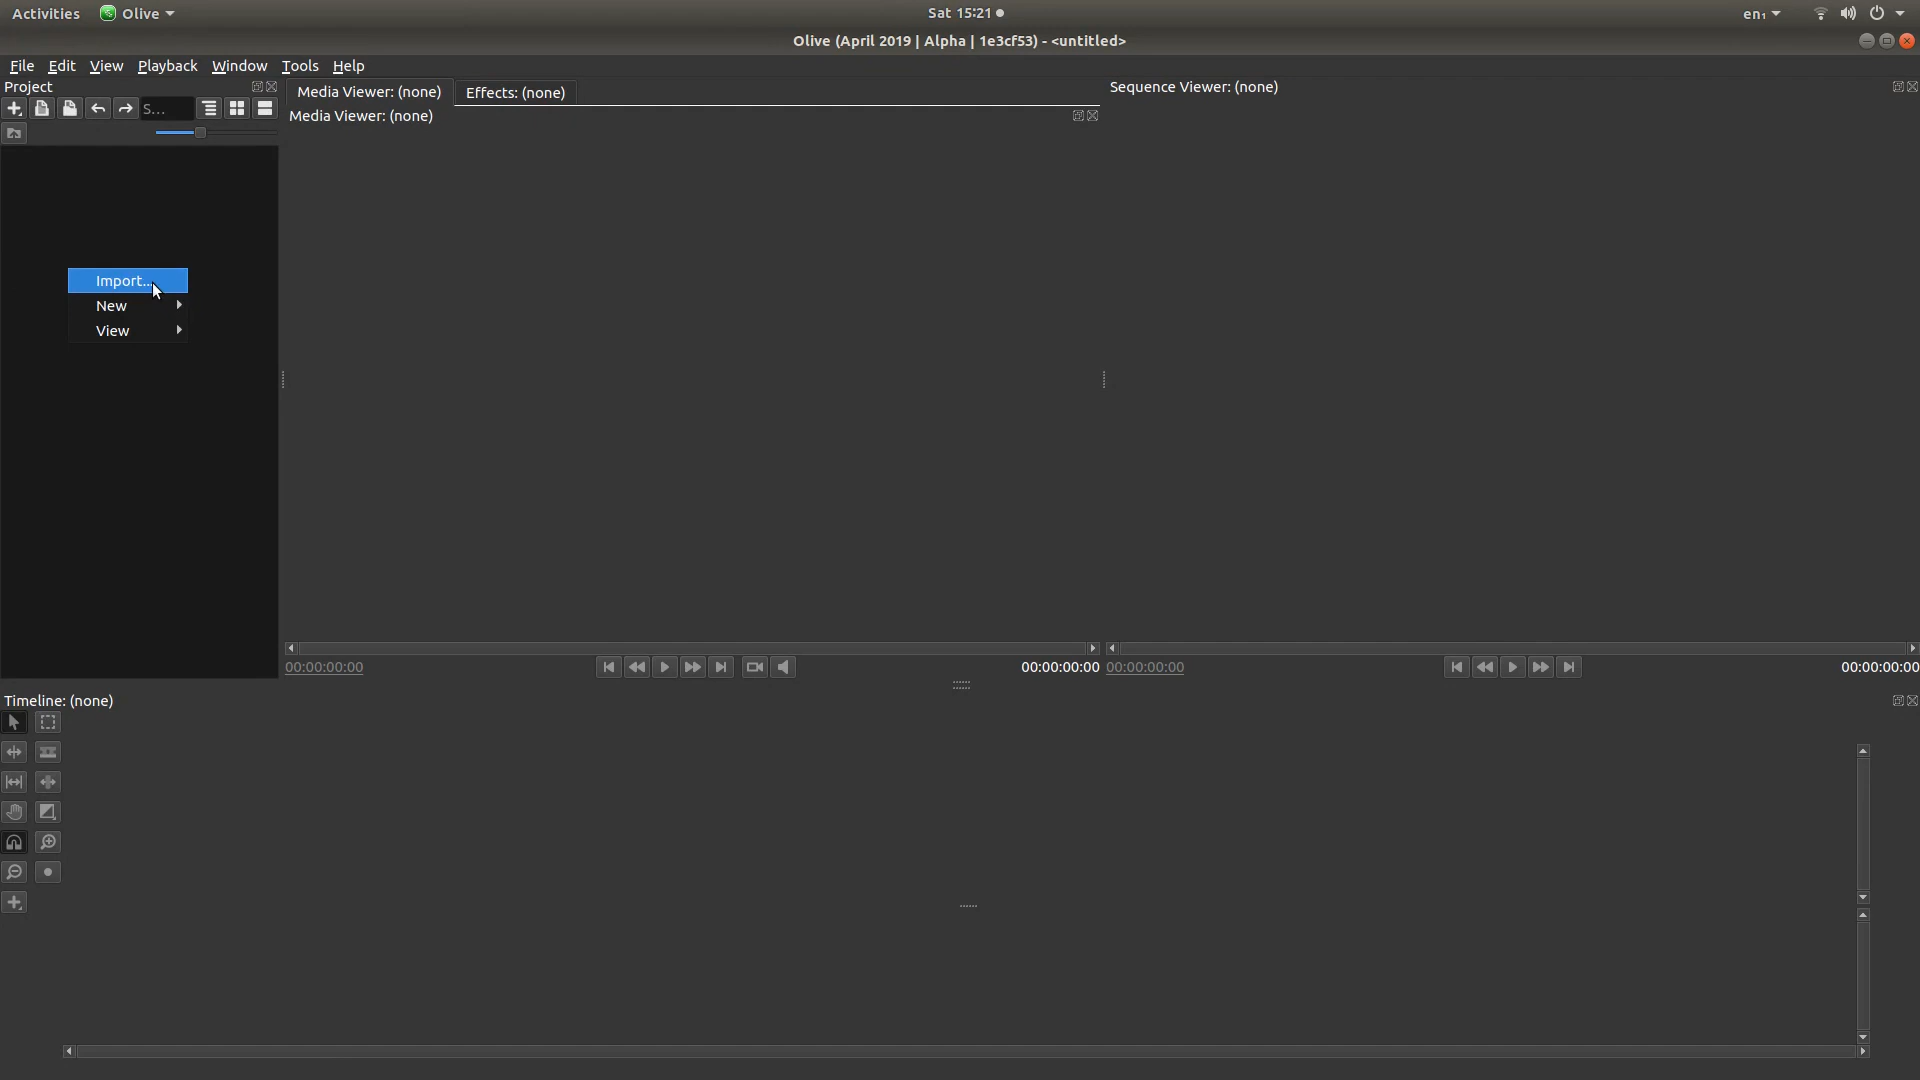 Activities Olive Sat 15:21 en₁
Olive (April 2019 | Alpha | 1e3cf53) - <untitled>
File Edit View Playback Window Tools Help
Project
Media Viewer: (none) Effects: (none)
Sequence Viewer: (none)
S...
Media Viewer: (none)
Import...
New
View
00:00:00:00 00:00:00:00 00:00:00:00 00:00:00:00
Timeline: (none)